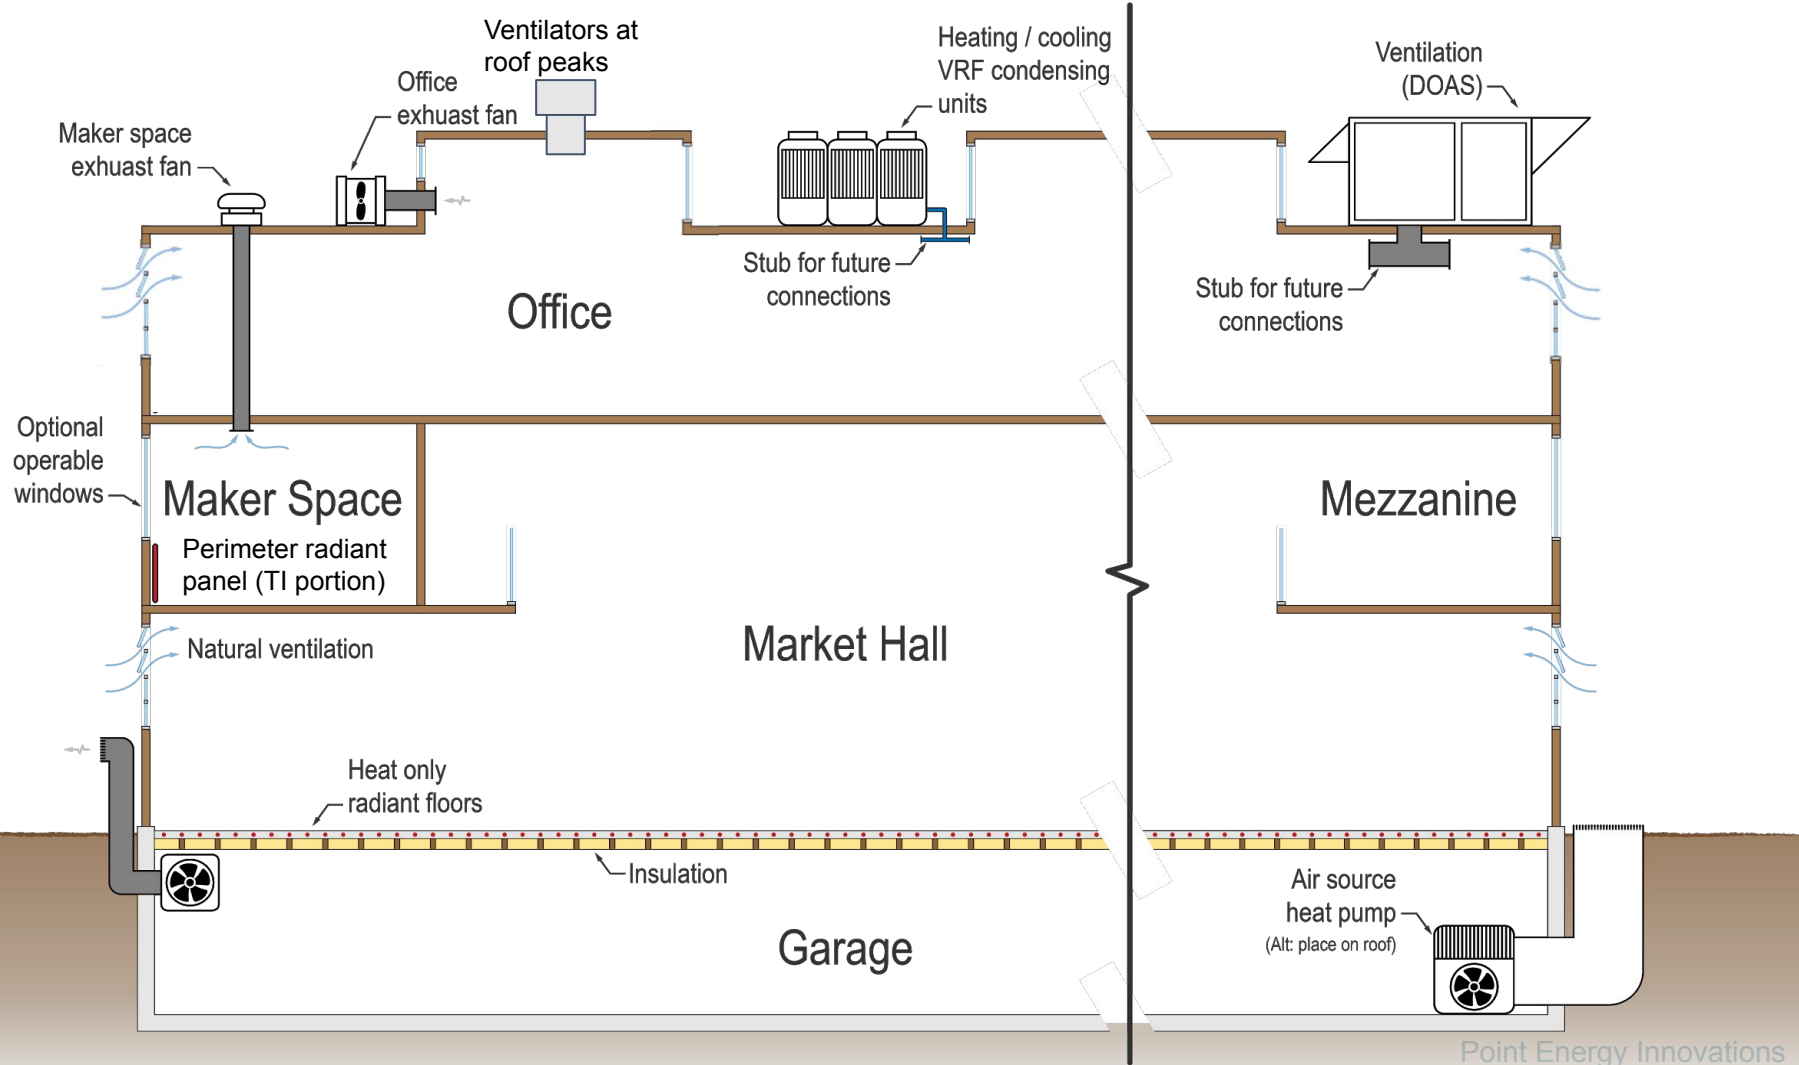 Ventilators at
roof peaks
Heating / cooling
VRF condensing
units
Ventilation
(DOAS)
Office
exhuast fan
Maker space
exhuast fan
Stub for future
connections
Stub for future
connections
Office
Optional
operable
windows
Maker Space
Mezzanine
Perimeter radiant
panel (TI portion)
Natural ventilation
Market Hall
Heat only
radiant floors
Insulation
Air source
heat pump
(Alt: place on roof)
Garage
Point Energy Innovations